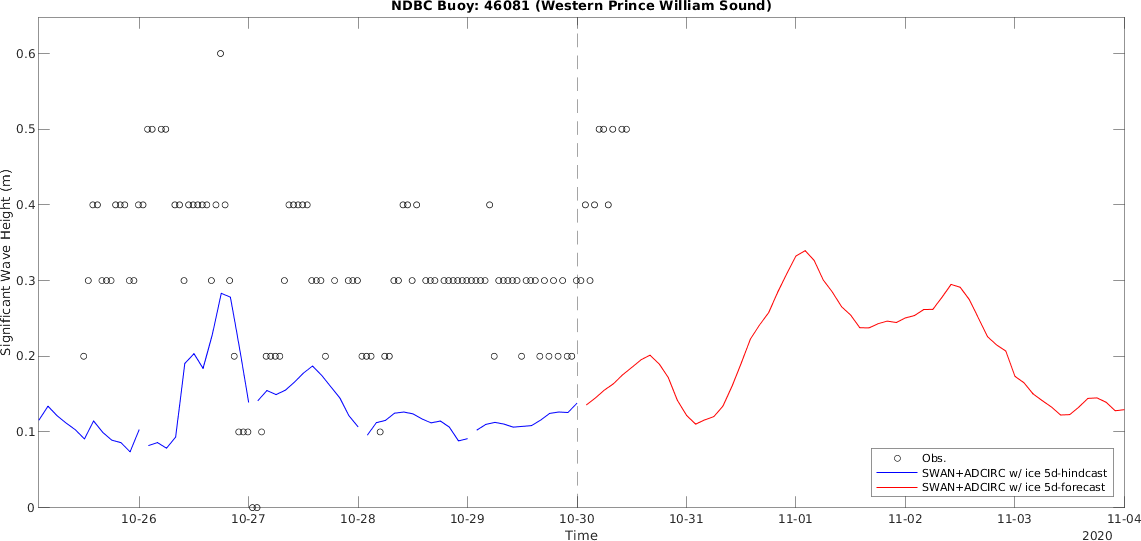 NDBC Buoy: 46081 (Western Prince William Sound)
Significant Wave Height (m)
0.6
0.5
0.4
0.3
0.2
0.1
0
Obs.
SWAN+ADCIRC w/ ice 5d-hindcast
SWAN+ADCIRC w/ ice 5d-forecast
10-26 10-27 10-28 10-29 10-30 10-31 11-01 11-02 11-03 11-04
Time
2020